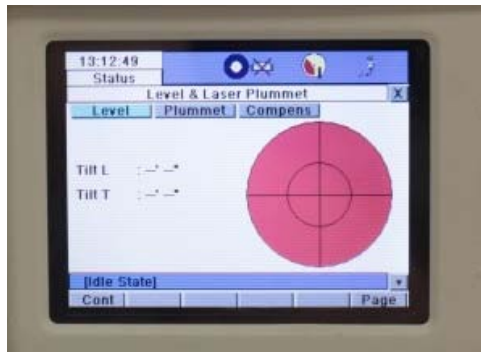 13:12:49
Status
Level & Laser Plummet X
Level Plummet Compens
Tilt L : --' --"
Tilt T : --' --"
[Idle State]
Cont Page